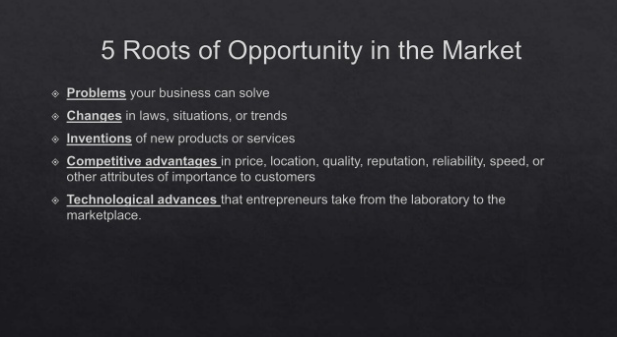 5 Roots of Opportunity in the Market
Problems your business can solve
Changes in laws, situations, or trends
Inventions of new products or services
Competitive advantages in price, location, quality, reputation, reliability, speed, or
other attributes of importance to customers
Technological advances that entrepreneurs take from the laboratory to the
marketplace.